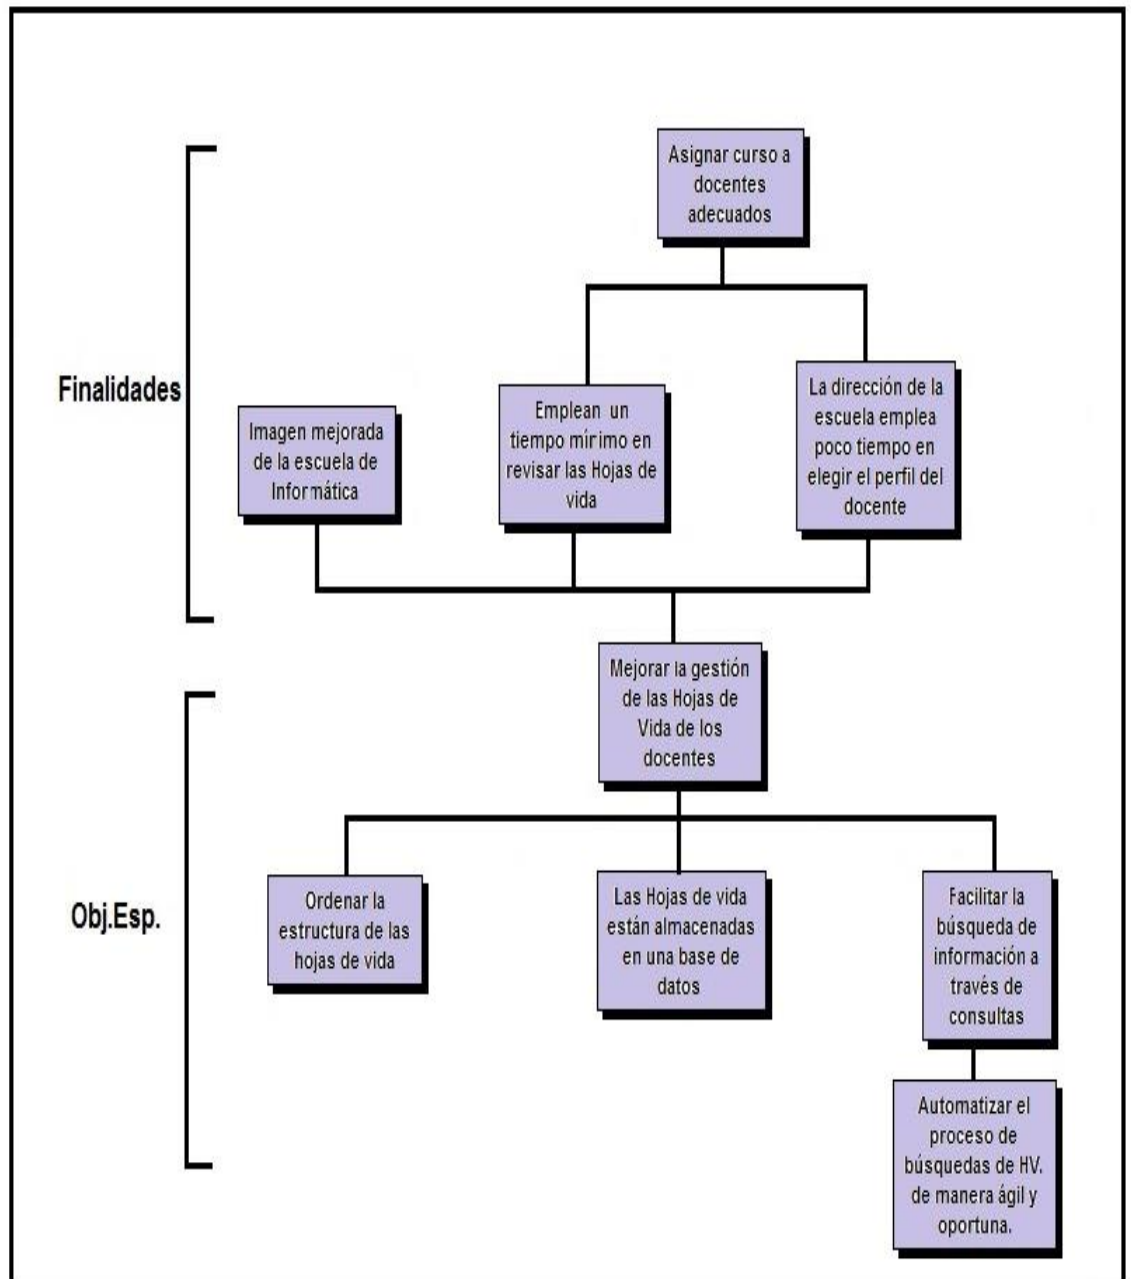 Asignar curso a
docentes
adecuados
Finalidades
Imagen mejorada
de la escuela de
Informática
Emplean un
tiempo mínimo en
revisar las Hojas de
vida
La dirección de la
escuela emplea
poco tiempo en
elegir el perfil del
docente
Mejorar la gestión
de las Hojas de
Vida de los
docentes
Obj.Esp.
Ordenar la
estructura de las
hojas de vida
Las Hojas de vida
están almacenadas
en una base de
datos
Facilitar la
búsqueda de
información a
través de
consultas
Automatizar el
proceso de
búsquedas de HV.
de manera ágil y
oportuna.